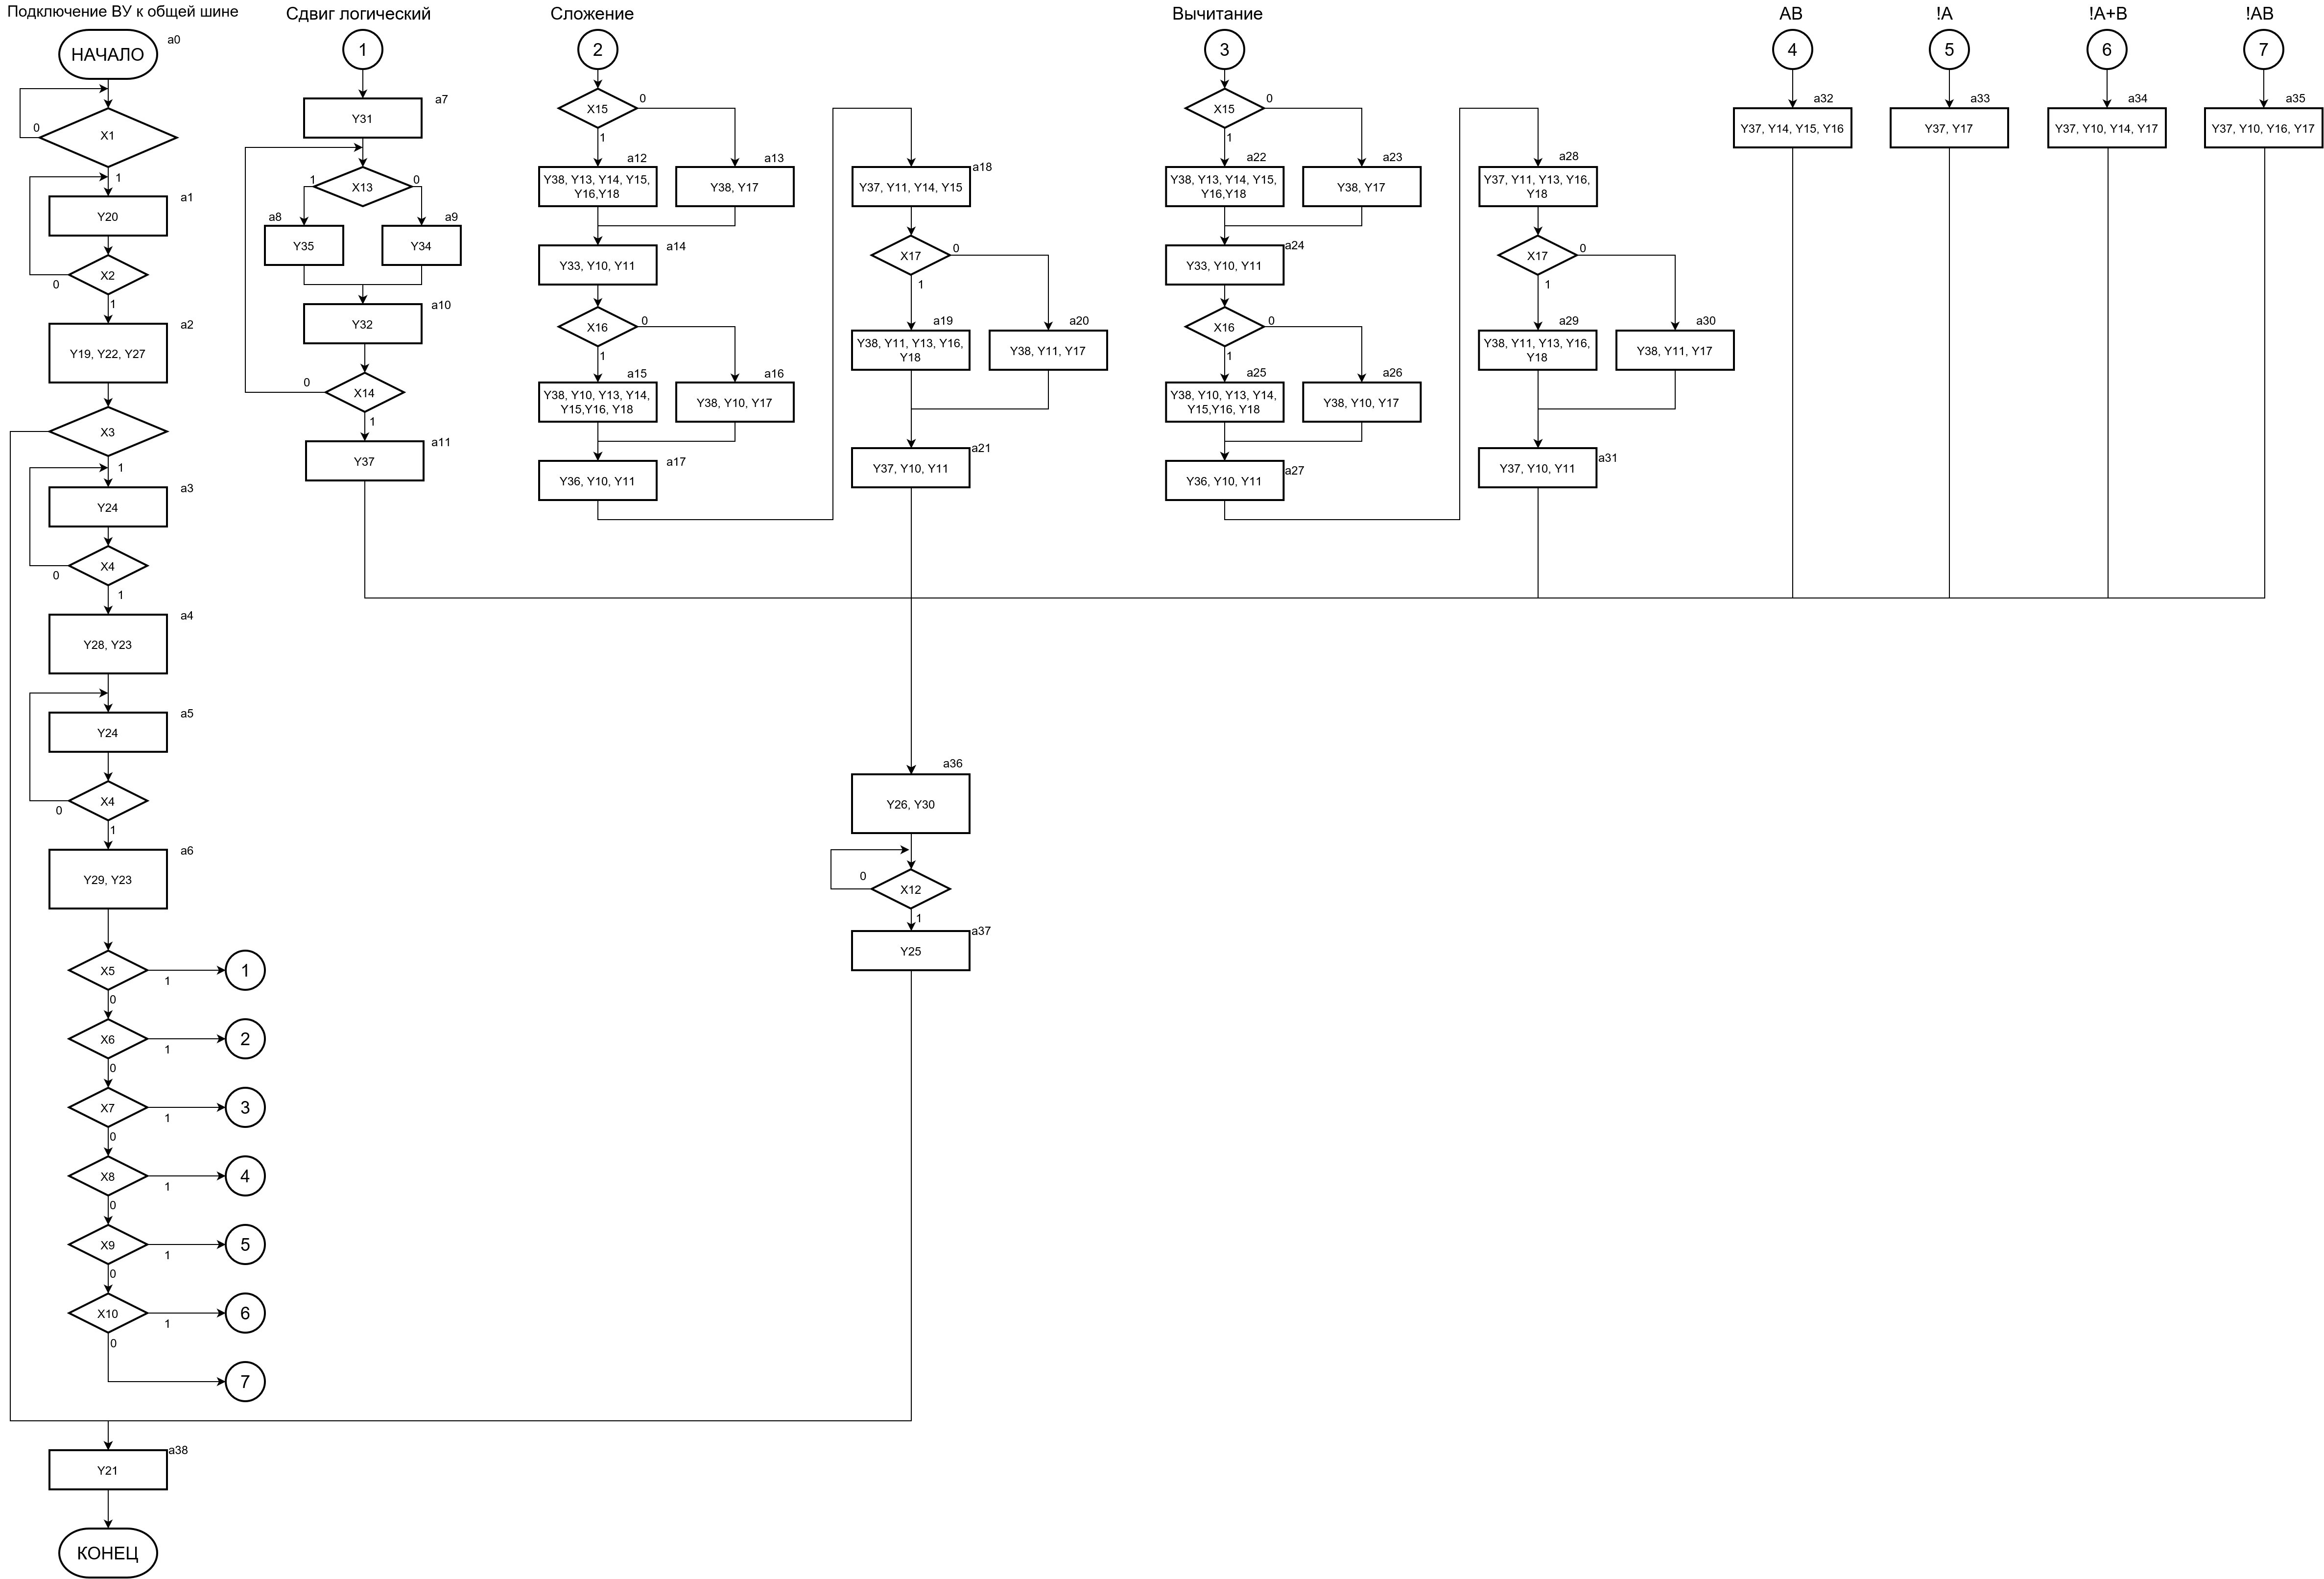 Подключение ВУ к общей шине
НАЧАЛО
a0
X1
0
1
Y20
a1
X2
0
1
Y19, Y22, Y27
a2
X3
1
Y24
a3
X4
0
1
Y28, Y23
a4
Y24
a5
X4
0
1
Y29, Y23
a6
X5
1
1
0
X6
1
2
0
X7
1
3
0
X8
1
4
0
X9
1
5
0
X10
1
6
0
7
Y21
a38
КОНЕЦ
Сдвиг логический
1
Y31
a7
X13
1
0
a8
Y35
a9
Y34
a10
Y32
X14
0
1
a11
Y37
Сложение
2
X15
0
1
a12
Y38, Y13, Y14, Y15,
Y16,Y18
a13
Y38, Y17
a14
Y33, Y10, Y11
X16
0
1
a15
Y38, Y10, Y13, Y14,
Y15,Y16, Y18
a16
Y38, Y10, Y17
a17
Y36, Y10, Y11
a18
Y37, Y11, Y14, Y15
X17
0
1
a19
Y38, Y11, Y13, Y16,
Y18
a20
Y38, Y11, Y17
a21
Y37, Y10, Y11
a36
Y26, Y30
X12
0
1
a37
Y25
Вычитание
3
X15
0
1
a22
Y38, Y13, Y14, Y15,
Y16,Y18
a23
Y38, Y17
a24
Y33, Y10, Y11
X16
0
1
a25
Y38, Y10, Y13, Y14,
Y15,Y16, Y18
a26
Y38, Y10, Y17
a27
Y36, Y10, Y11
a28
Y37, Y11, Y13, Y16,
Y18
X17
0
1
a29
Y38, Y11, Y13, Y16,
Y18
a30
Y38, Y11, Y17
a31
Y37, Y10, Y11
AB
4
a32
Y37, Y14, Y15, Y16
!A
5
a33
Y37, Y17
!A+B
6
a34
Y37, Y10, Y14, Y17
!AB
7
a35
Y37, Y10, Y16, Y17